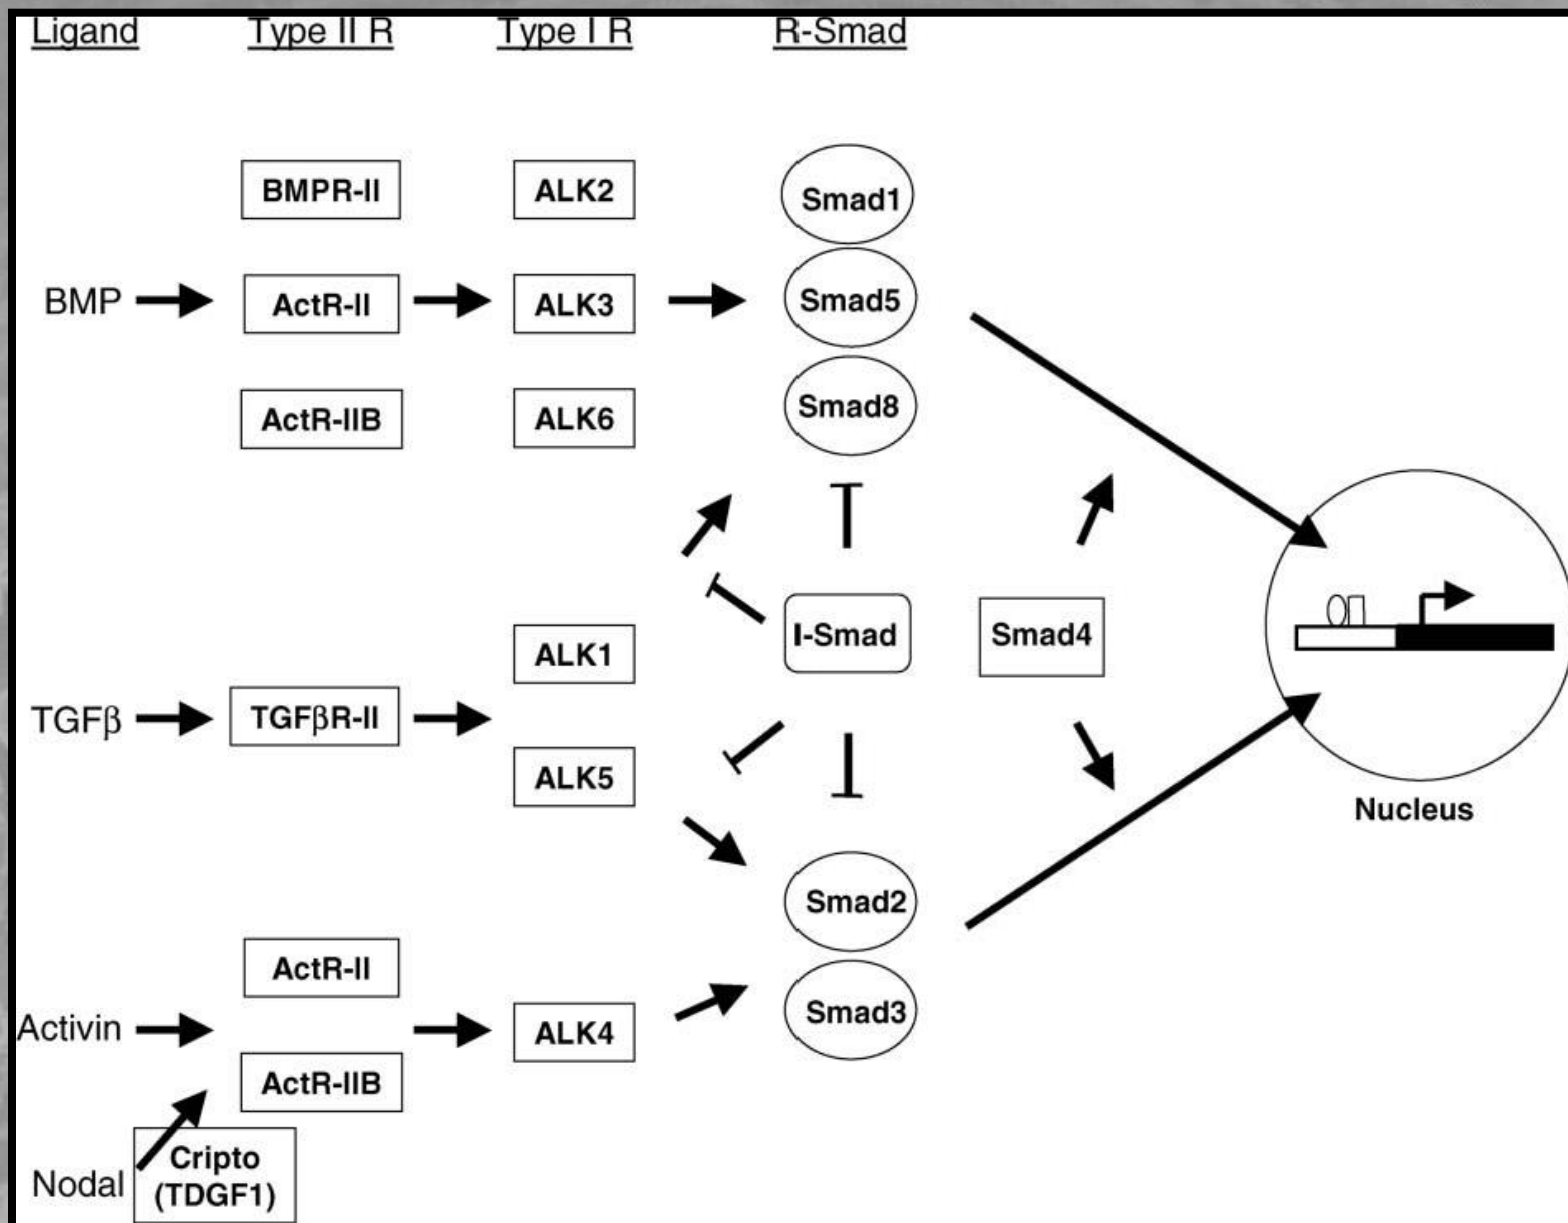 Ligand Type II R Type I R R-Smad
BMPR-II ALK2 Smad1
BMP ActR-II ALK3 Smad5
ActR-IIB ALK6 Smad8
ALK1 I-Smad Smad4
TGFβ TGFβR-II
ALK5
Nucleus
Smad2
ActR-II
Activin ALK4 Smad3
ActR-IIB
Nodal Cripto
(TDGF1)